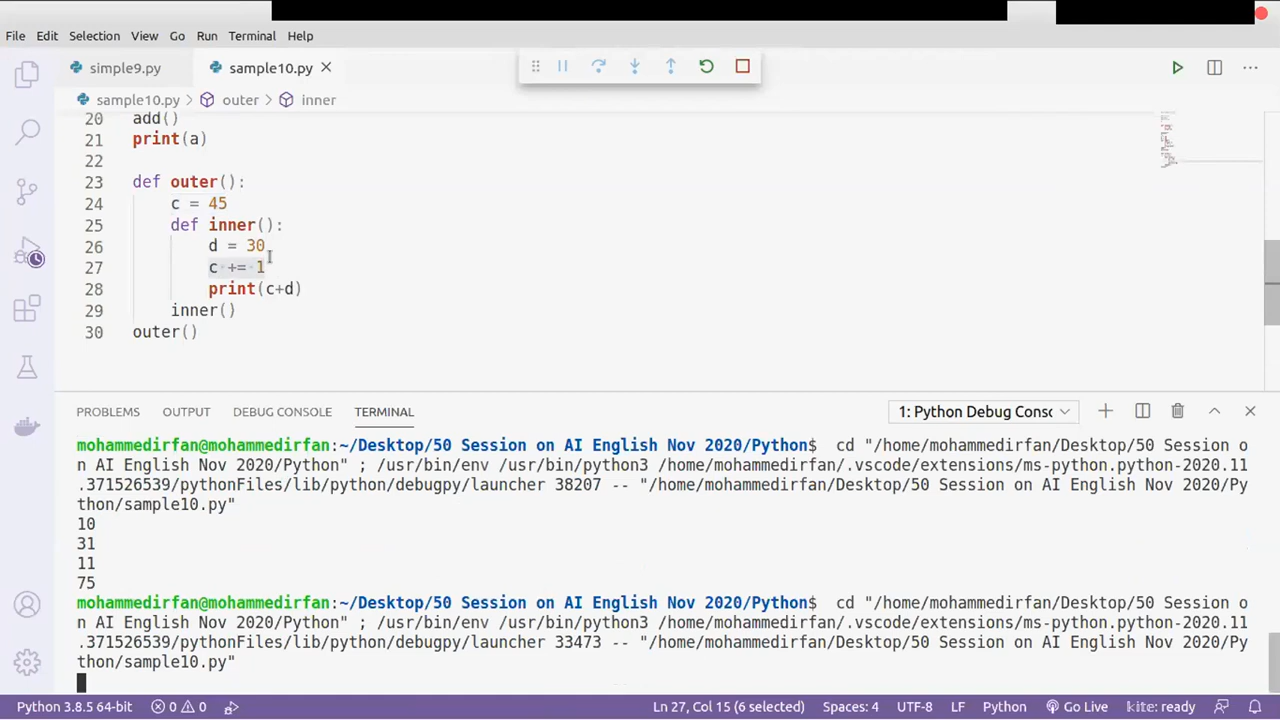 File Edit Selection View Go Run Terminal Help
simple9.py sample10.py
sample10.py > outer > inner
20 add()
21 print(a)
22
23 def outer():
24 c = 45
25 def inner():
26 d = 30
27 c += 1
28 print(c+d)
29 inner()
30 outer()
PROBLEMS OUTPUT DEBUG CONSOLE TERMINAL 1: Python Debug Consc
mohammedirfan@mohammedirfan:~/Desktop/50 Session on AI English Nov 2020/Python$ cd "/home/mohammedirfan/Desktop/50 Session o
n AI English Nov 2020/Python" ; /usr/bin/env /usr/bin/python3 /home/mohammedirfan/.vscode/extensions/ms-python.python-2020.11
.371526539/pythonFiles/lib/python/debugpy/launcher 38207 -- "/home/mohammedirfan/Desktop/50 Session on AI English Nov 2020/Py
thon/sample10.py"
10
31
11
75
mohammedirfan@mohammedirfan:~/Desktop/50 Session on AI English Nov 2020/Python$ cd "/home/mohammedirfan/Desktop/50 Session o
n AI English Nov 2020/Python" ; /usr/bin/env /usr/bin/python3 /home/mohammedirfan/.vscode/extensions/ms-python.python-2020.11
.371526539/pythonFiles/lib/python/debugpy/launcher 33473 -- "/home/mohammedirfan/Desktop/50 Session on AI English Nov 2020/Py
thon/sample10.py"
Python 3.8.5 64-bit 0 0 Ln 27, Col 15 (6 selected) Spaces: 4 UTF-8 LF Python Go Live kite: ready